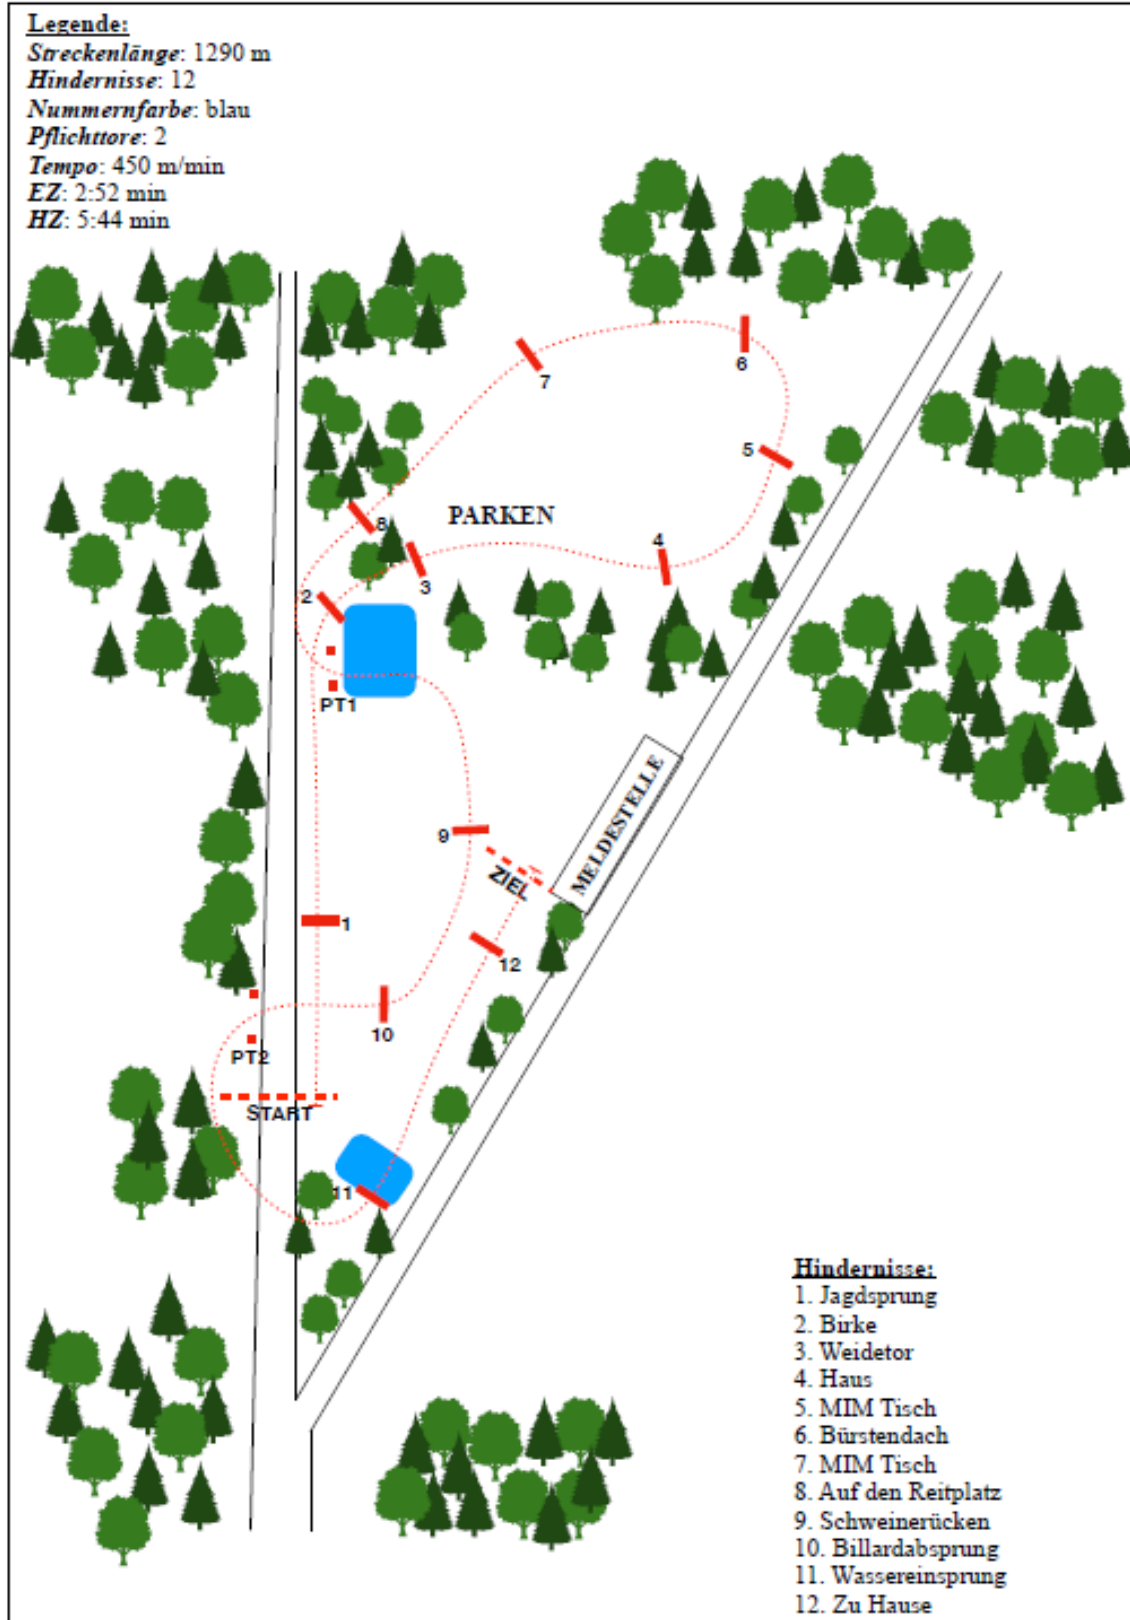 Legende:
Streckenlänge: 1290 m
Hindernisse: 12
Nummernfarbe: blau
Pflichttore: 2
Tempo: 450 m/min
EZ: 2:52 min
HZ: 5:44 min
6
7
5
8
PARKEN
4
3
2
PT1
MELDESTELLE
9
ZIEL
1
12
10
PT2
START
11
Hindernisse:
1. Jagdsprung
2. Birke
3. Weidetor
4. Haus
5. MIM Tisch
6. Bürstendach
7. MIM Tisch
8. Auf den Reitplatz
9. Schweinerücken
10. Billardabsprung
11. Wassereinsprung
12. Zu Hause